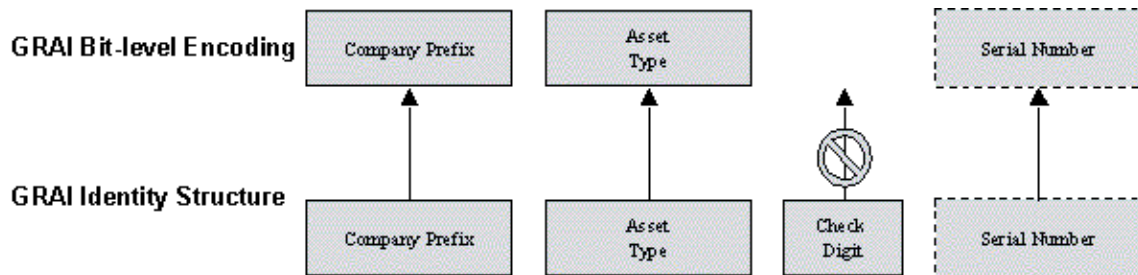 GRAI Bit-level Encoding
Company Prefix
Asset
Type
Serial Number
GRAI Identity Structure
Company Prefix
Asset
Type
Check
Digit
Serial Number